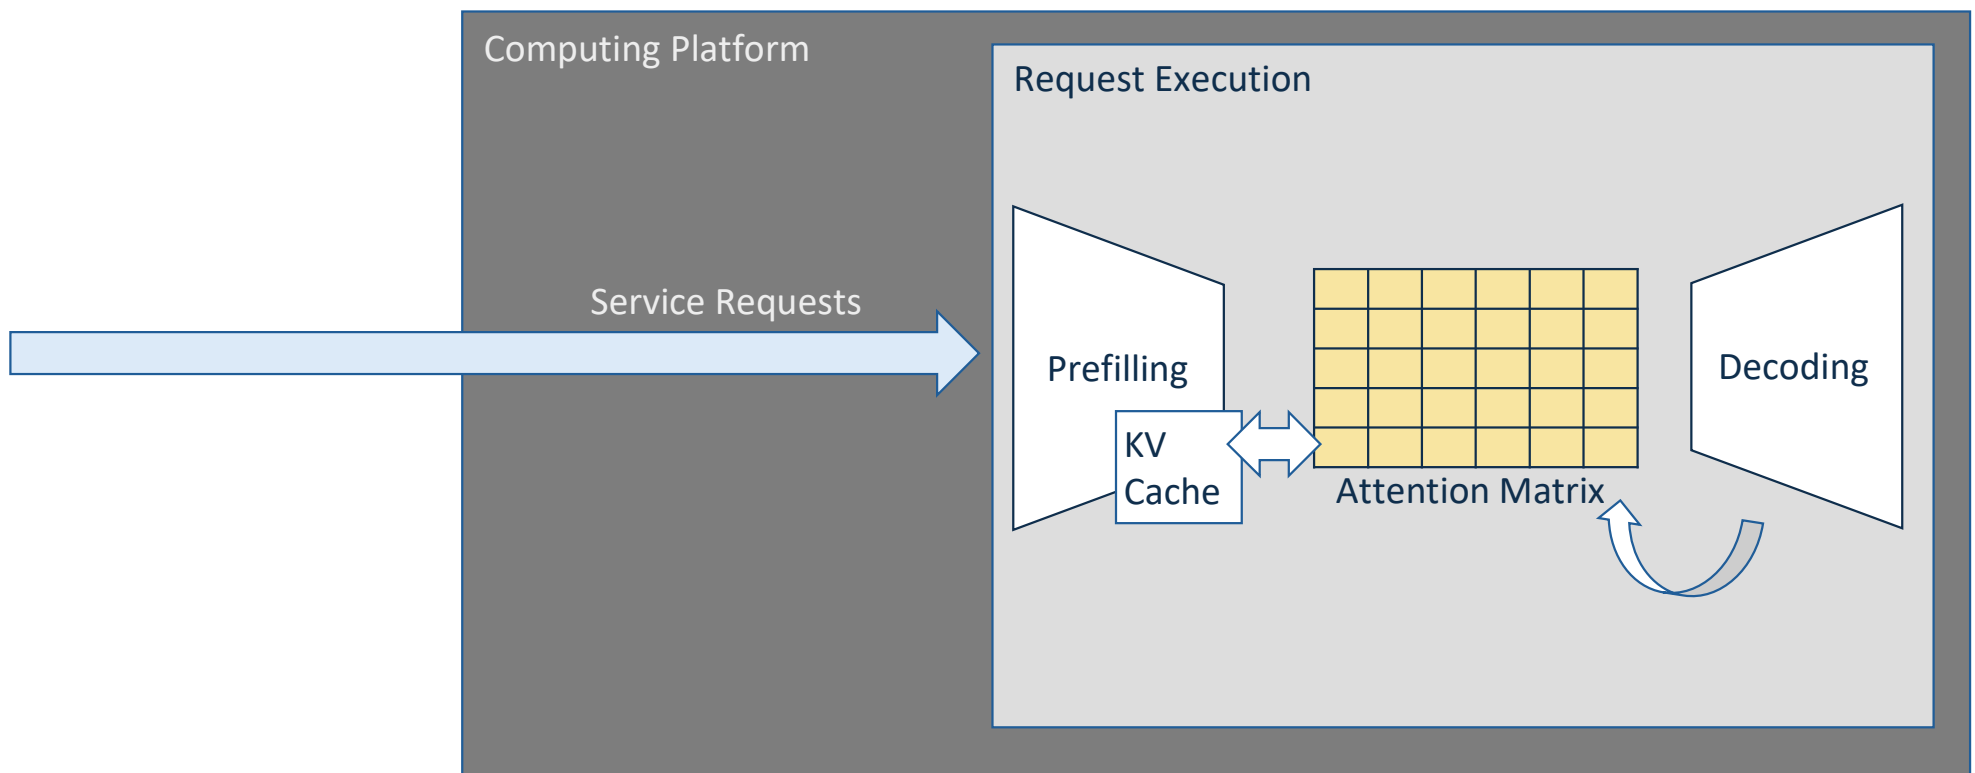 Computing Platform
Request Execution
Service Requests
Prefilling
Decoding
KV
Cache
Attention Matrix